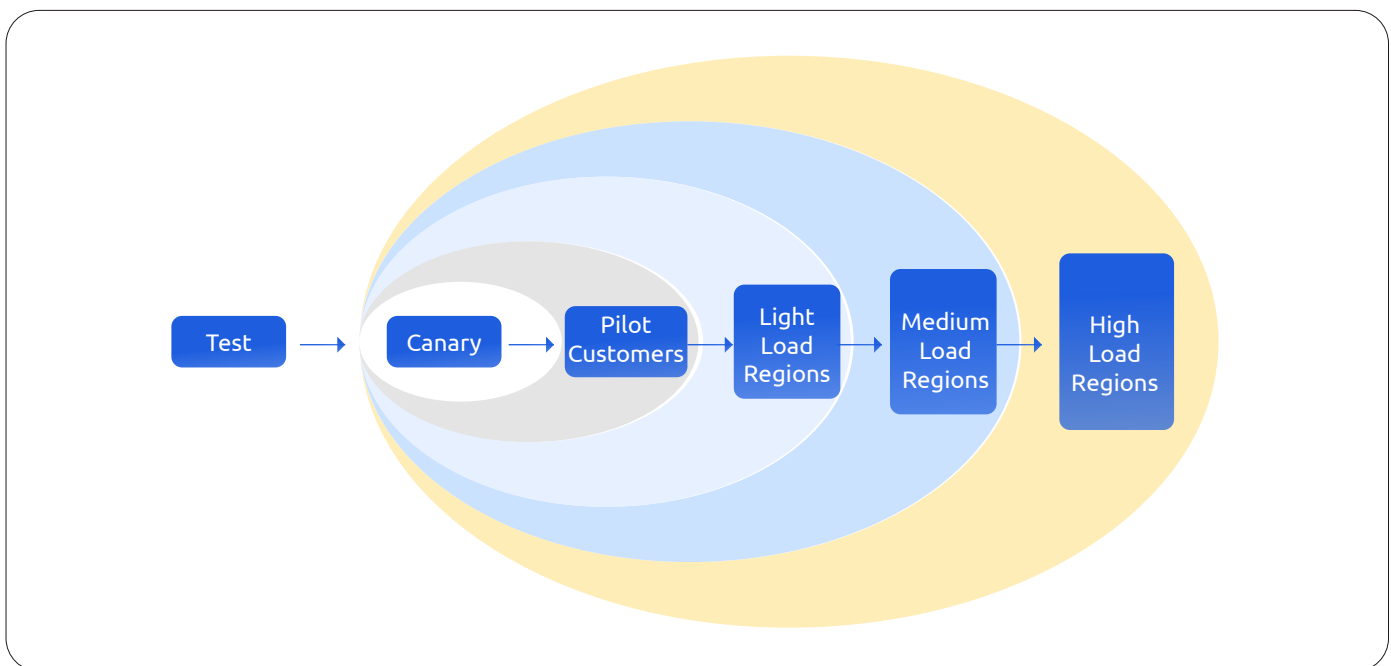 Test
Canary
Pilot
Customers
Light
Load
Regions
Medium
Load
Regions
High
Load
Regions